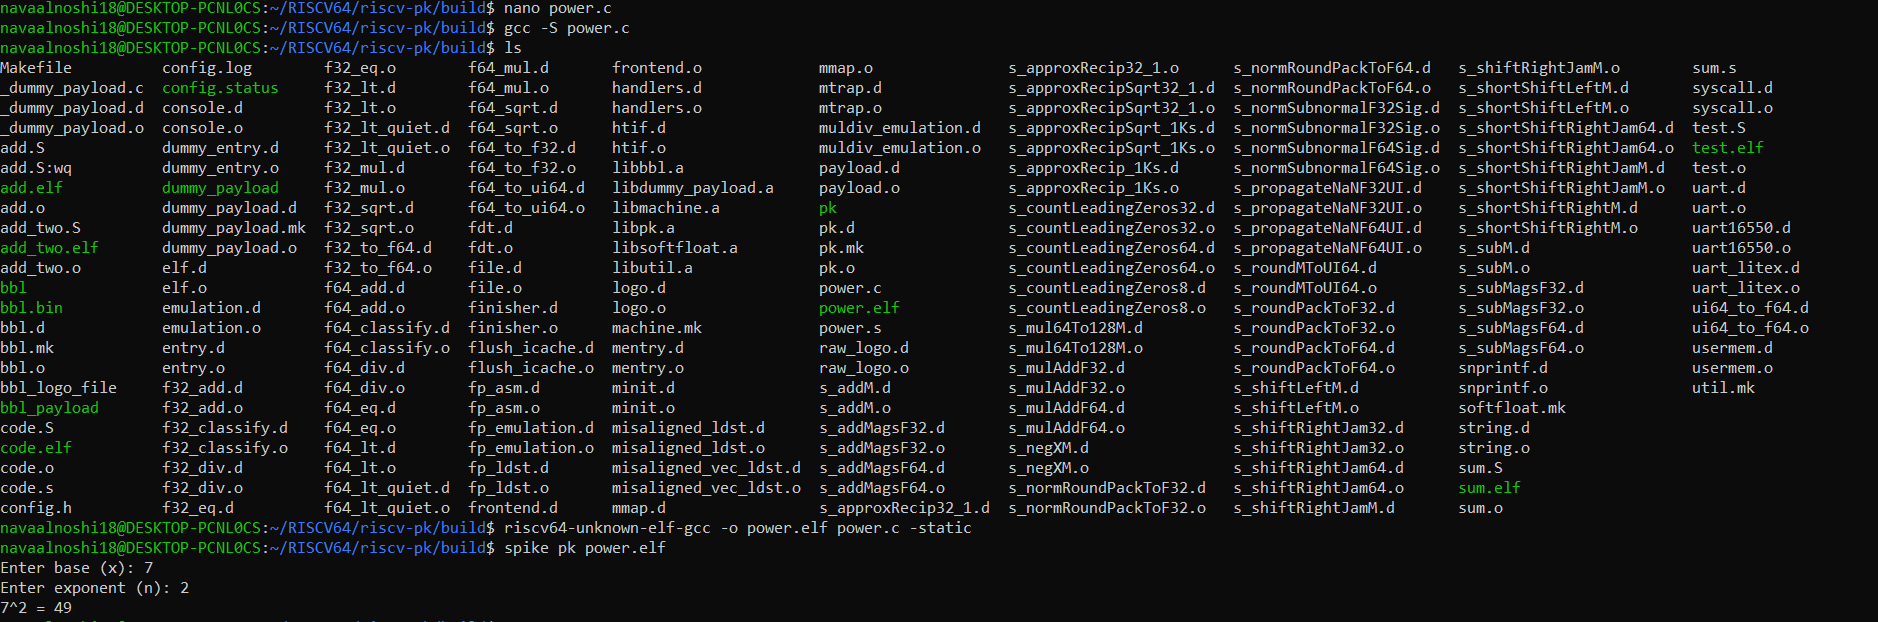 navaalnoshi18@DESKTOP-PCNL0CS:~/RISCV64/riscv-pk/build$ nano power.c
navaalnoshi18@DESKTOP-PCNL0CS:~/RISCV64/riscv-pk/build$ gcc -S power.c
navaalnoshi18@DESKTOP-PCNL0CS:~/RISCV64/riscv-pk/build$ ls
Makefile config.log f32_eq.o f64_mul.d frontend.o mmap.o s_approxRecip32_1.o s_normRoundPackToF64.d s_shiftRightJamM.o sum.s
_dummy_payload.c config.status f32_lt.d f64_mul.o handlers.d mtrap.d s_approxRecipSqrt32_1.d s_normRoundPackToF64.o s_shortShiftLeftM.d syscall.d
_dummy_payload.d console.d f32_lt.o f64_sqrt.d handlers.o mtrap.o s_approxRecipSqrt32_1.o s_normSubnormalF32Sig.d s_shortShiftLeftM.o syscall.o
_dummy_payload.o console.o f32_lt_quiet.d f64_sqrt.o htif.d muldiv_emulation.d s_approxRecipSqrt_1Ks.d s_normSubnormalF32Sig.o s_shortShiftRightJam64.d test.S
add.S dummy_entry.d f32_lt_quiet.o f64_to_f32.d htif.o muldiv_emulation.o s_approxRecipSqrt_1Ks.o s_normSubnormalF64Sig.d s_shortShiftRightJam64.o test.elf
add.S:wq dummy_entry.o f32_mul.d f64_to_f32.o libbbl.a payload.d s_approxRecip_1Ks.d s_normSubnormalF64Sig.o s_shortShiftRightJamM.d test.o
add.elf dummy_payload f32_mul.o f64_to_ui64.d libdummy_payload.a payload.o s_approxRecip_1Ks.o s_propagateNaNF32UI.d s_shortShiftRightJamM.o uart.d
add.o dummy_payload.d f32_sqrt.d f64_to_ui64.o libmachine.a pk s_countLeadingZeros32.d s_propagateNaNF32UI.o s_shortShiftRightM.d uart.o
add_two.S dummy_payload.mk f32_sqrt.o fdt.d libpk.a pk.d s_countLeadingZeros32.o s_propagateNaNF64UI.d s_shortShiftRightM.o uart16550.d
add_two.elf dummy_payload.o f32_to_f64.d fdt.o libsoftfloat.a pk.mk s_countLeadingZeros64.d s_propagateNaNF64UI.o s_subM.d uart16550.o
add_two.o elf.d f32_to_f64.o file.d libutil.a pk.o s_countLeadingZeros64.o s_roundMToUI64.d s_subM.o uart_litex.d
bbl elf.o f64_add.d file.o logo.d power.c s_countLeadingZeros8.d s_roundMToUI64.o s_subMagsF32.d uart_litex.o
bbl.bin emulation.d f64_add.o finisher.d logo.o power.elf s_countLeadingZeros8.o s_roundPackToF32.d s_subMagsF32.o ui64_to_f64.d
bbl.d emulation.o f64_classify.d finisher.o machine.mk power.s s_mul64To128M.d s_roundPackToF32.o s_subMagsF64.d ui64_to_f64.o
bbl.mk entry.d f64_classify.o flush_icache.d mentry.d raw_logo.d s_mul64To128M.o s_roundPackToF64.d s_subMagsF64.o usermem.d
bbl.o entry.o f64_div.d flush_icache.o mentry.o raw_logo.o s_mulAddF32.d s_roundPackToF64.o snprintf.d usermem.o
bbl_logo_file f32_add.d f64_div.o fp_asm.d minit.d s_addM.d s_mulAddF32.o s_shiftLeftM.d snprintf.o util.mk
bbl_payload f32_add.o f64_eq.d fp_asm.o minit.o s_addM.o s_mulAddF64.d s_shiftLeftM.o softfloat.mk
code.S f32_classify.d f64_eq.o fp_emulation.d misaligned_ldst.d s_addMagsF32.d s_mulAddF64.o s_shiftRightJam32.d string.d
code.elf f32_classify.o f64_lt.d fp_emulation.o misaligned_ldst.o s_addMagsF32.o s_negXM.d s_shiftRightJam32.o string.o
code.o f32_div.d f64_lt.o fp_ldst.d misaligned_vec_ldst.d s_addMagsF64.d s_negXM.o s_shiftRightJam64.d sum.S
code.s f32_div.o f64_lt_quiet.d fp_ldst.o misaligned_vec_ldst.o s_addMagsF64.o s_normRoundPackToF32.d s_shiftRightJam64.o sum.elf
config.h f32_eq.d f64_lt_quiet.o frontend.d mmap.d s_approxRecip32_1.d s_normRoundPackToF32.o s_shiftRightJamM.d sum.o
navaalnoshi18@DESKTOP-PCNL0CS:~/RISCV64/riscv-pk/build$ riscv64-unknown-elf-gcc -o power.elf power.c -static
navaalnoshi18@DESKTOP-PCNL0CS:~/RISCV64/riscv-pk/build$ spike pk power.elf
Enter base (x): 7
Enter exponent (n): 2
7^2 = 49